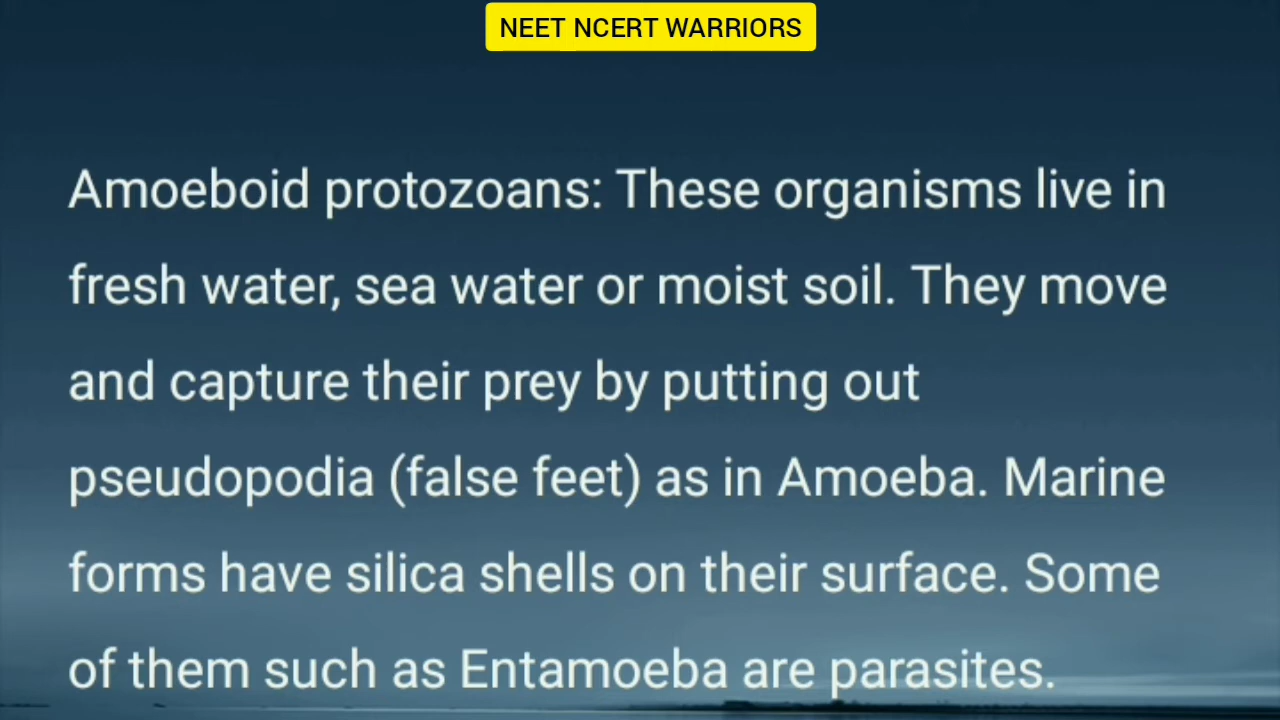 NEET NCERT WARRIORS
Amoeboid protozoans: These organisms live in
fresh water, sea water or moist soil. They move
and capture their prey by putting out
pseudopodia (false feet) as in Amoeba. Marine
forms have silica shells on their surface. Some
of them such as Entamoeba are parasites.